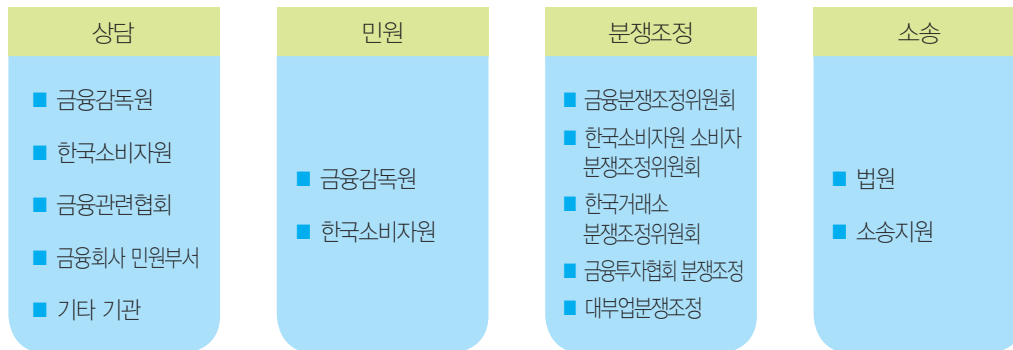 상담
금융감독원
한국소비자원
금융관련협회
금융회사 민원부서
기타 기관
민원
금융감독원
한국소비자원
분쟁조정
금융분쟁조정위원회
한국소비자원 소비자
분쟁조정위원회
한국거래소
분쟁조정위원회
금융투자협회 분쟁조정
대부업분쟁조정
소송
법원
소송지원